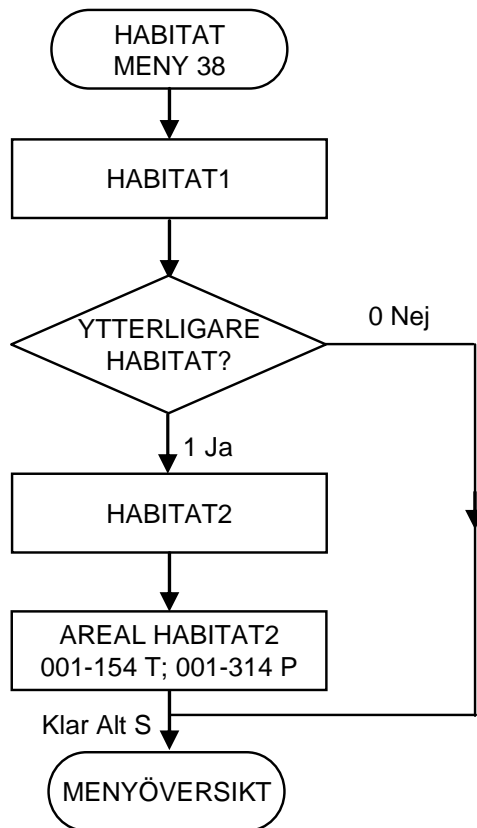 HABITAT
MENY 38
HABITAT1
YTTERLIGARE
HABITAT?
0 Nej
1 Ja
HABITAT2
AREAL HABITAT2
001-154 T; 001-314 P
Klar Alt S
MENYÖVERSIKT